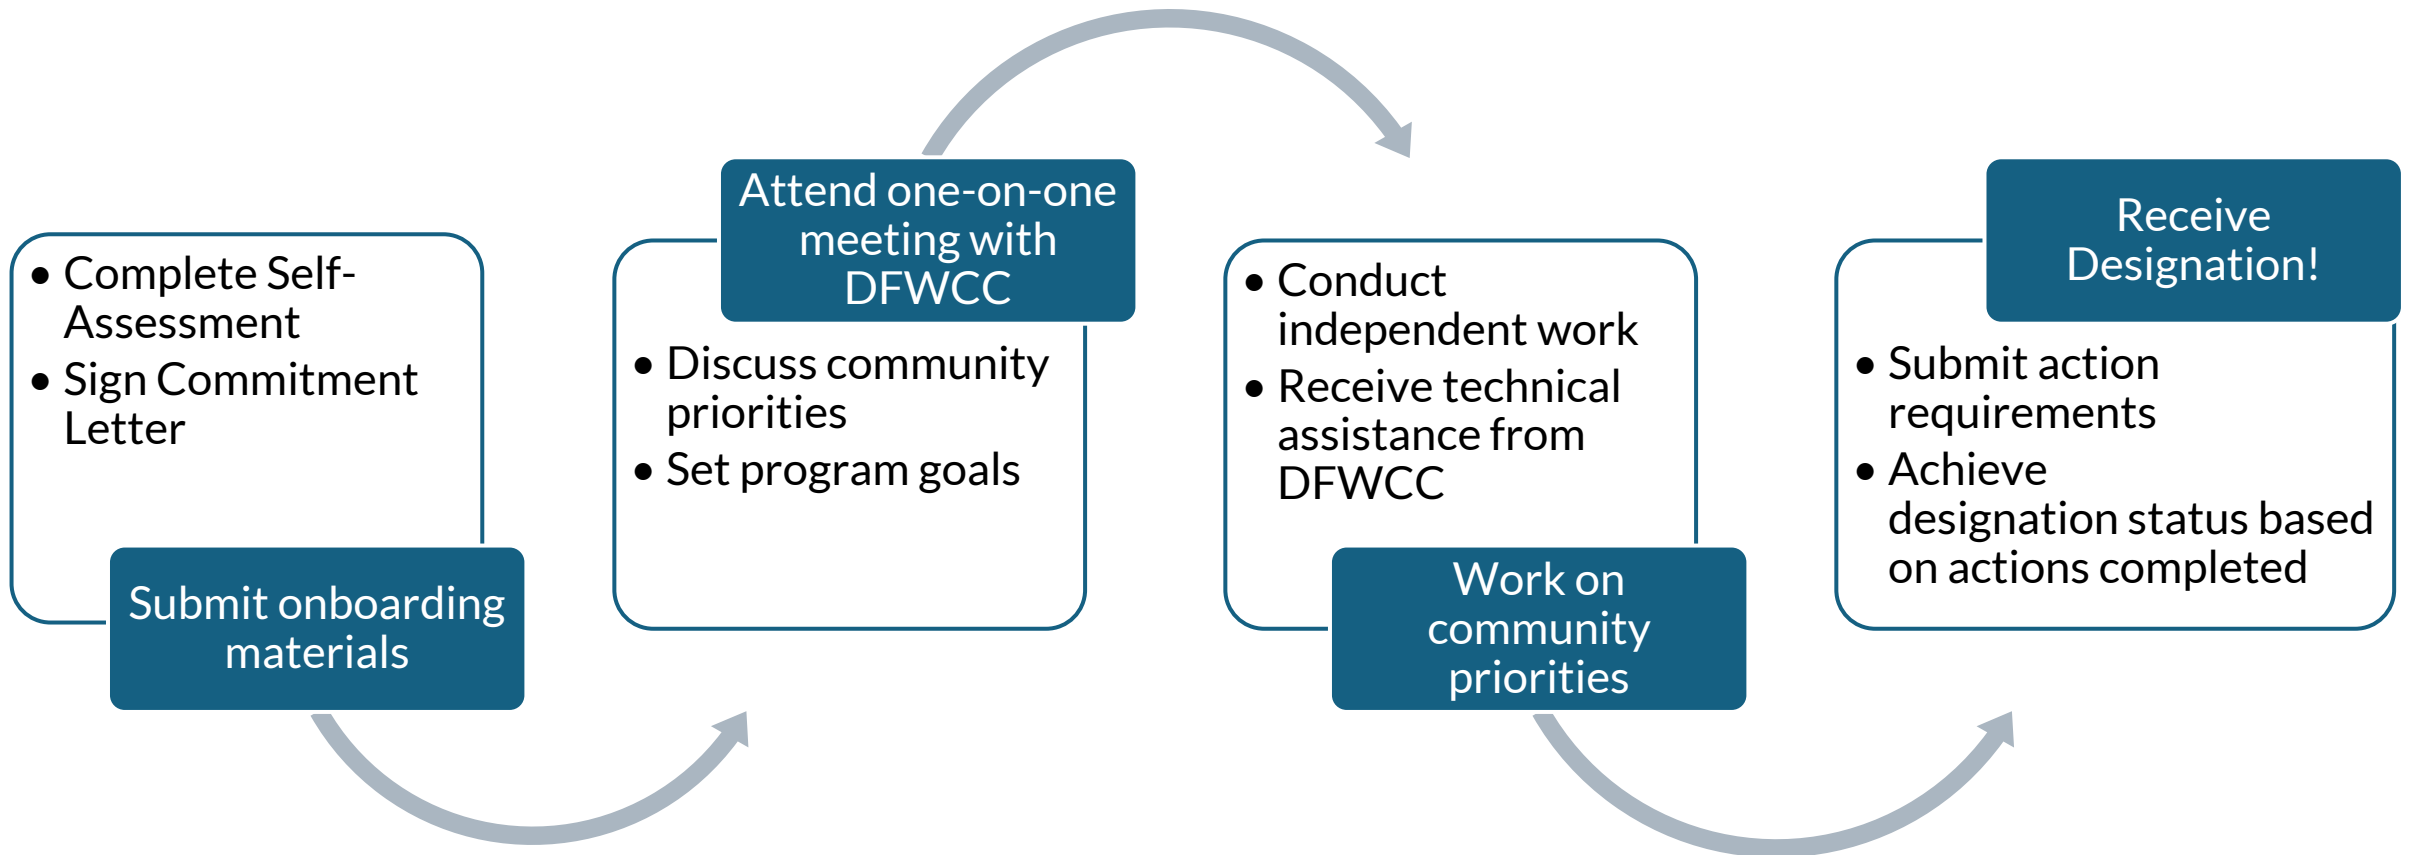 • Complete Self-
Assessment
• Sign Commitment
Letter
Submit onboarding
materials
Attend one-on-one
meeting with
DFWCC
• Discuss community
priorities
• Set program goals
• Conduct
independent work
• Receive technical
assistance from
DFWCC
Work on
community
priorities
Receive
Designation!
• Submit action
requirements
• Achieve
designation status based
on actions completed